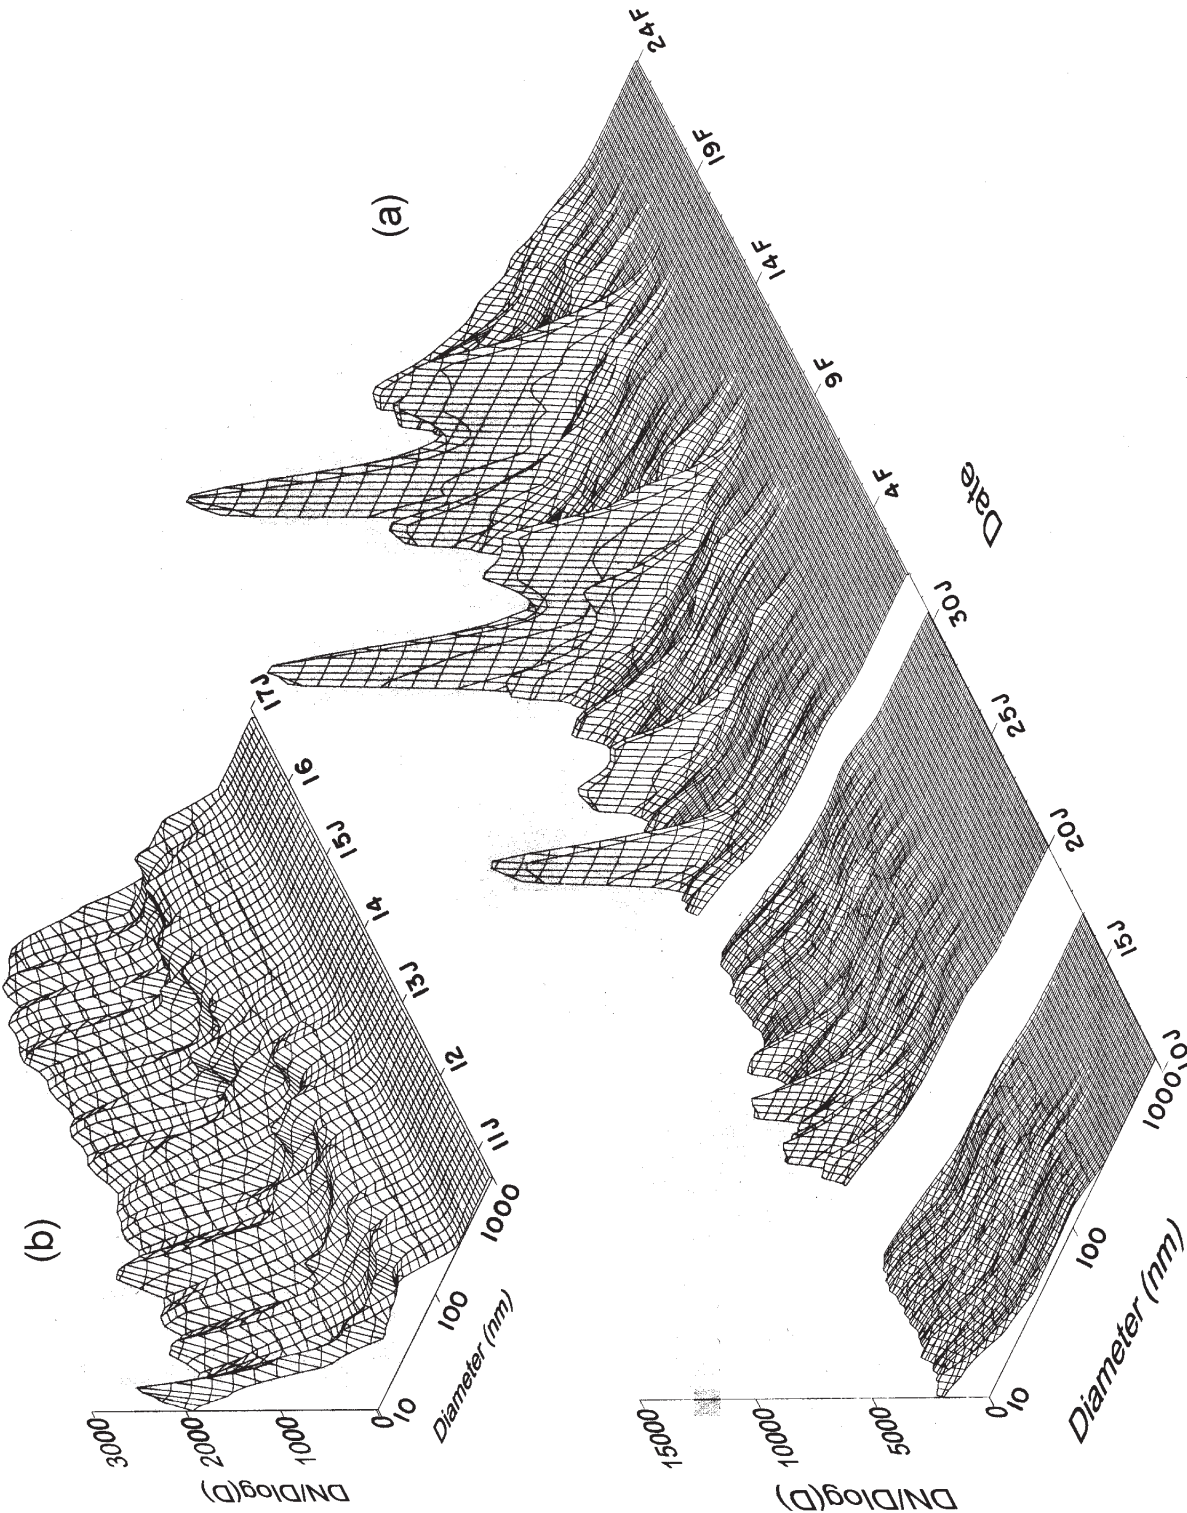 (b)
3000
2000
1000
0
DN/Dlog(D)
10
100
1000
Diameter (nm)
11J
12
13J
14
15J
16
17J
(a)
15000
10000
5000
0
DN/Dlog(D)
10
100
1000
Diameter (nm)
10J
15J
20J
25J
30J
4F
9F
14F
19F
24F
Date